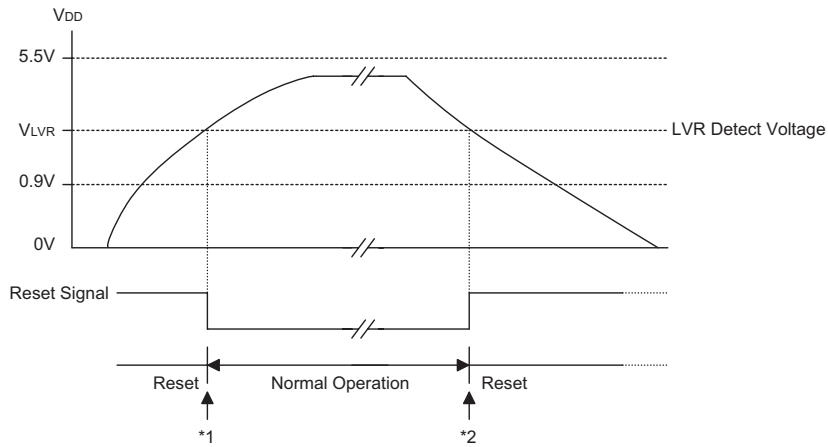 VDD
5.5V
VLVR
LVR Detect Voltage
0.9V
0V
Reset Signal
Reset
Normal Operation
Reset
*1
*2